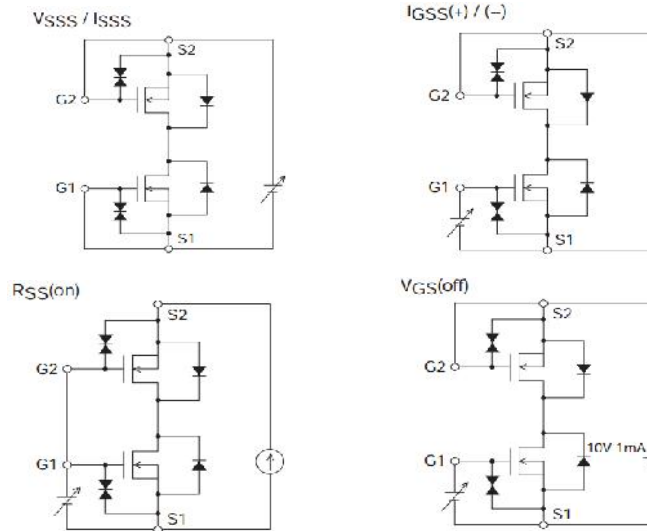 VSSS / ISSS
S2
G2
G1
S1
IGSS(+) / (−)
S2
G2
G1
S1
RSS(on)
S2
G2
G1
S1
VGS(off)
S2
G2
G1
10V 1mA
S1